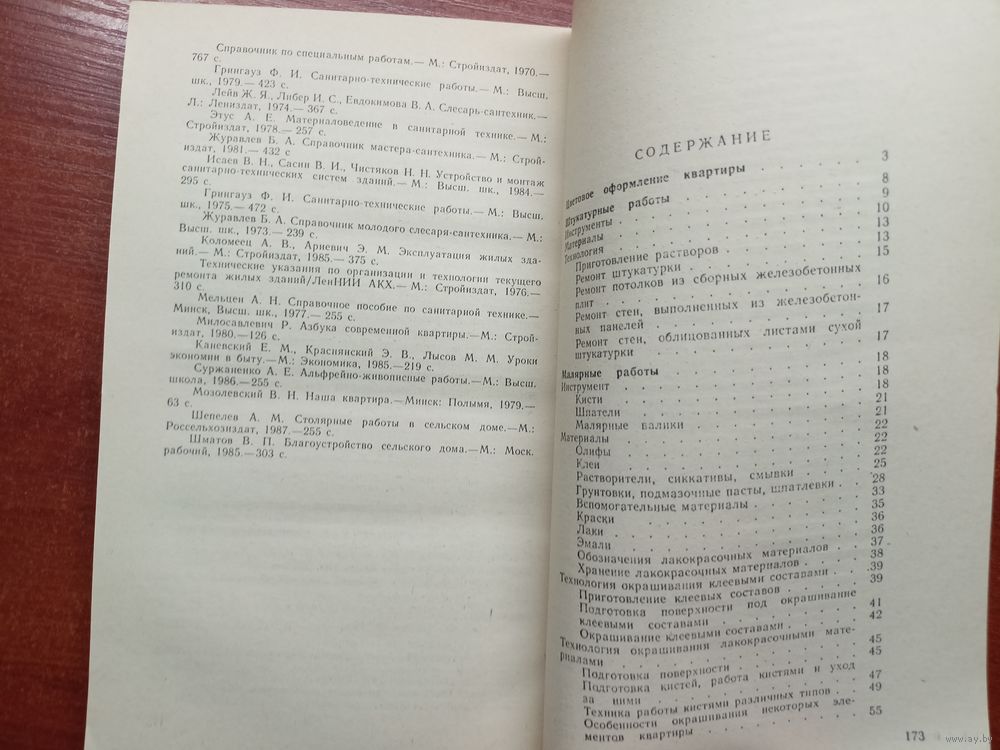 Справочник по специальным работам.— М.: Стройиздат, 1970.—
767 с.
Грингауз Ф. И. Санитарно-технические работы.— М.: Высш.
шк., 1979.— 423 с.
Лейв Ж. Я., Либер И. С., Евдокимова В. А. Слесарь-сантехник.—
Л.: Лениздат, 1974.— 367 с.
Этус А. Е. Материаловедение в санитарной технике.— М.:
Стройиздат, 1978.— 257 с.
Журавлев Б. А. Справочник мастера-сантехника.— М.: Строй-
издат, 1981.— 432 с
Исаев В. Н., Сасин В. И., Чистяков Н. Н. Устройство и монтаж
санитарно-технических систем зданий.— М.: Высш. шк., 1984.—
295 с.
Грингауз Ф. И. Санитарно-технические работы.— М.: Высш.
шк., 1975.— 472 с.
Журавлев Б. А. Справочник молодого слесаря-сантехника.— М.:
Высш. шк., 1973.— 239 с.
Коломеец А. В., Ариевич Э. М. Эксплуатация жилых зда-
ний.— М.: Стройиздат, 1985.— 375 с.
Технические указания по организации и технологии текущего
ремонта жилых зданий/ЛенНИИ АКХ.— М.: Стройиздат, 1976.—
310 с.
Мельцен А. Н. Справочное пособие по санитарной технике.—
Минск, Высш. шк., 1977.— 255 с.
Милосавлевич Р. Азбука современной квартиры.— М.: Строй-
издат, 1980.—126 с.
Каневский Е. М., Краснянский Э. В., Лысов М. М. Уроки
экономии в быту.— М.: Экономика, 1985.—219 с.
Суржаненко А. Е. Альфрейно-живописные работы.— М.: Высш.
школа, 1986.—255 с.
Мозолевский В. Н. Наша квартира.—Минск: Полымя, 1979.—
63 с.
Шепелев А. М. Столярные работы в сельском доме.—М.:
Россельхозиздат, 1987.—255 с.
Шматов В. П. Благоустройство сельского дома.—М.: Моск.
рабочий, 1985.—303 с.
СОДЕРЖАНИЕ
Цветовое оформление квартиры . . . . . . 3
Штукатурные работы . . . . . . . . 8
Инструменты . . . . . . . . . 9
Материалы . . . . . . . . . . 10
Технология . . . . . . . . . . 13
Приготовление растворов . . . . . . . 13
Ремонт штукатурки . . . . . . . . 15
Ремонт потолков из сборных железобетонных
плит . . . . . . . . . . . 16
Ремонт стен, выполненных из железобетон-
ных панелей . . . . . . . . . 17
Ремонт стен, облицованных листами сухой
штукатурки . . . . . . . . . 17
Малярные работы . . . . . . . . . 18
Инструмент . . . . . . . . . . 18
Кисти . . . . . . . . . . . 18
Шпатели . . . . . . . . . . 21
Малярные валики . . . . . . . . 21
Материалы . . . . . . . . . . 22
Олифы . . . . . . . . . . . 22
Клеи . . . . . . . . . . . 22
Растворители, сиккативы, смывки . . . . 25
Грунтовки, подмазочные пасты, шпатлевки . . 28
Вспомогательные материалы . . . . . . 33
Краски . . . . . . . . . . 35
Лаки . . . . . . . . . . . 36
Эмали . . . . . . . . . . . 36
Обозначения лакокрасочных материалов . . . 37
Хранение лакокрасочных материалов . . . . 38
Технология окрашивания клеевыми составами . . . 39
Приготовление клеевых составов . . . . . 39
Подготовка поверхности под окрашивание
клеевыми составами . . . . . . . 41
Окрашивание клеевыми составами . . . . 42
Технология окрашивания лакокрасочными мате-
риалами . . . . . . . . . . . 45
Подготовка поверхности . . . . . . . 45
Подготовка кистей, работа кистями и уход
за ними . . . . . . . . . . 47
Техника работы кистями различных типов . . 49
Особенности окрашивания некоторых эле-
ментов квартиры . . . . . . . . 55
173
www.ay.by